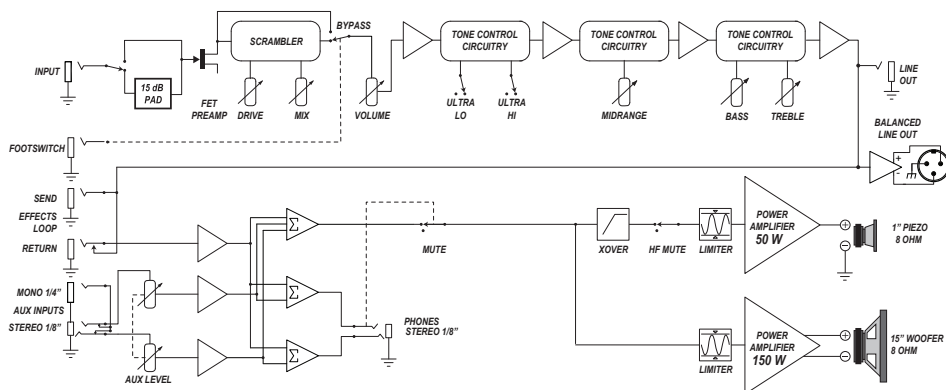 INPUT
15 dB
PAD
FET
PREAMP
SCRAMBLER
BYPASS
DRIVE
MIX
VOLUME
TONE CONTROL
CIRCUITRY
ULTRA
LO
ULTRA
HI
TONE CONTROL
CIRCUITRY
MIDRANGE
TONE CONTROL
CIRCUITRY
BASS
TREBLE
LINE
OUT
BALANCED
LINE OUT
+
-
FOOTSWITCH
SEND
EFFECTS
LOOP
RETURN
MONO 1/4"
AUX INPUTS
STEREO 1/8"
AUX LEVEL
Σ
Σ
Σ
MUTE
PHONES
STEREO 1/8"
XOVER
HF MUTE
LIMITER
POWER
AMPLIFIER
50 W
+
-
1" PIEZO
8 OHM
LIMITER
POWER
AMPLIFIER
150 W
+
-
15" WOOFER
8 OHM